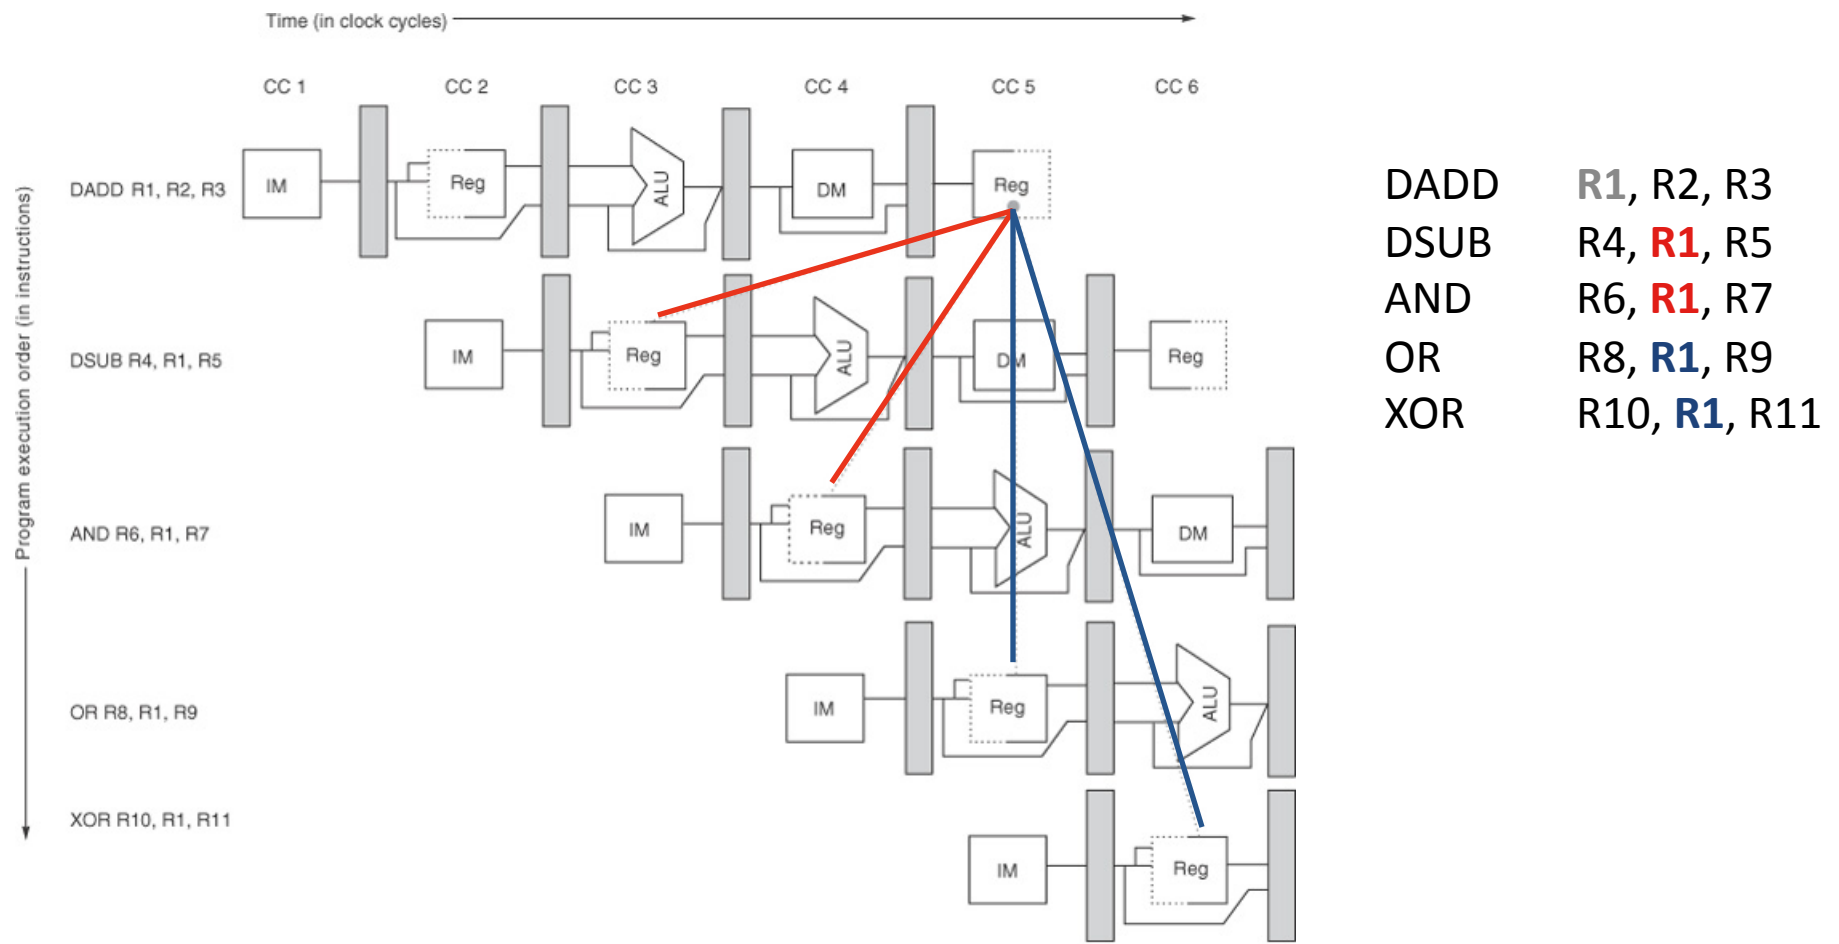 Time (in clock cycles)
CC 1 CC 2 CC 3 CC 4 CC 5 CC 6
Program execution order (in instructions)
DADD R1, R2, R3 IM Reg ALU DM Reg
DSUB R4, R1, R5 IM Reg ALU DM Reg
AND R6, R1, R7 IM Reg ALU DM
OR R8, R1, R9 IM Reg ALU
XOR R10, R1, R11 IM Reg
DADD R1, R2, R3
DSUB R4, R1, R5
AND R6, R1, R7
OR R8, R1, R9
XOR R10, R1, R11